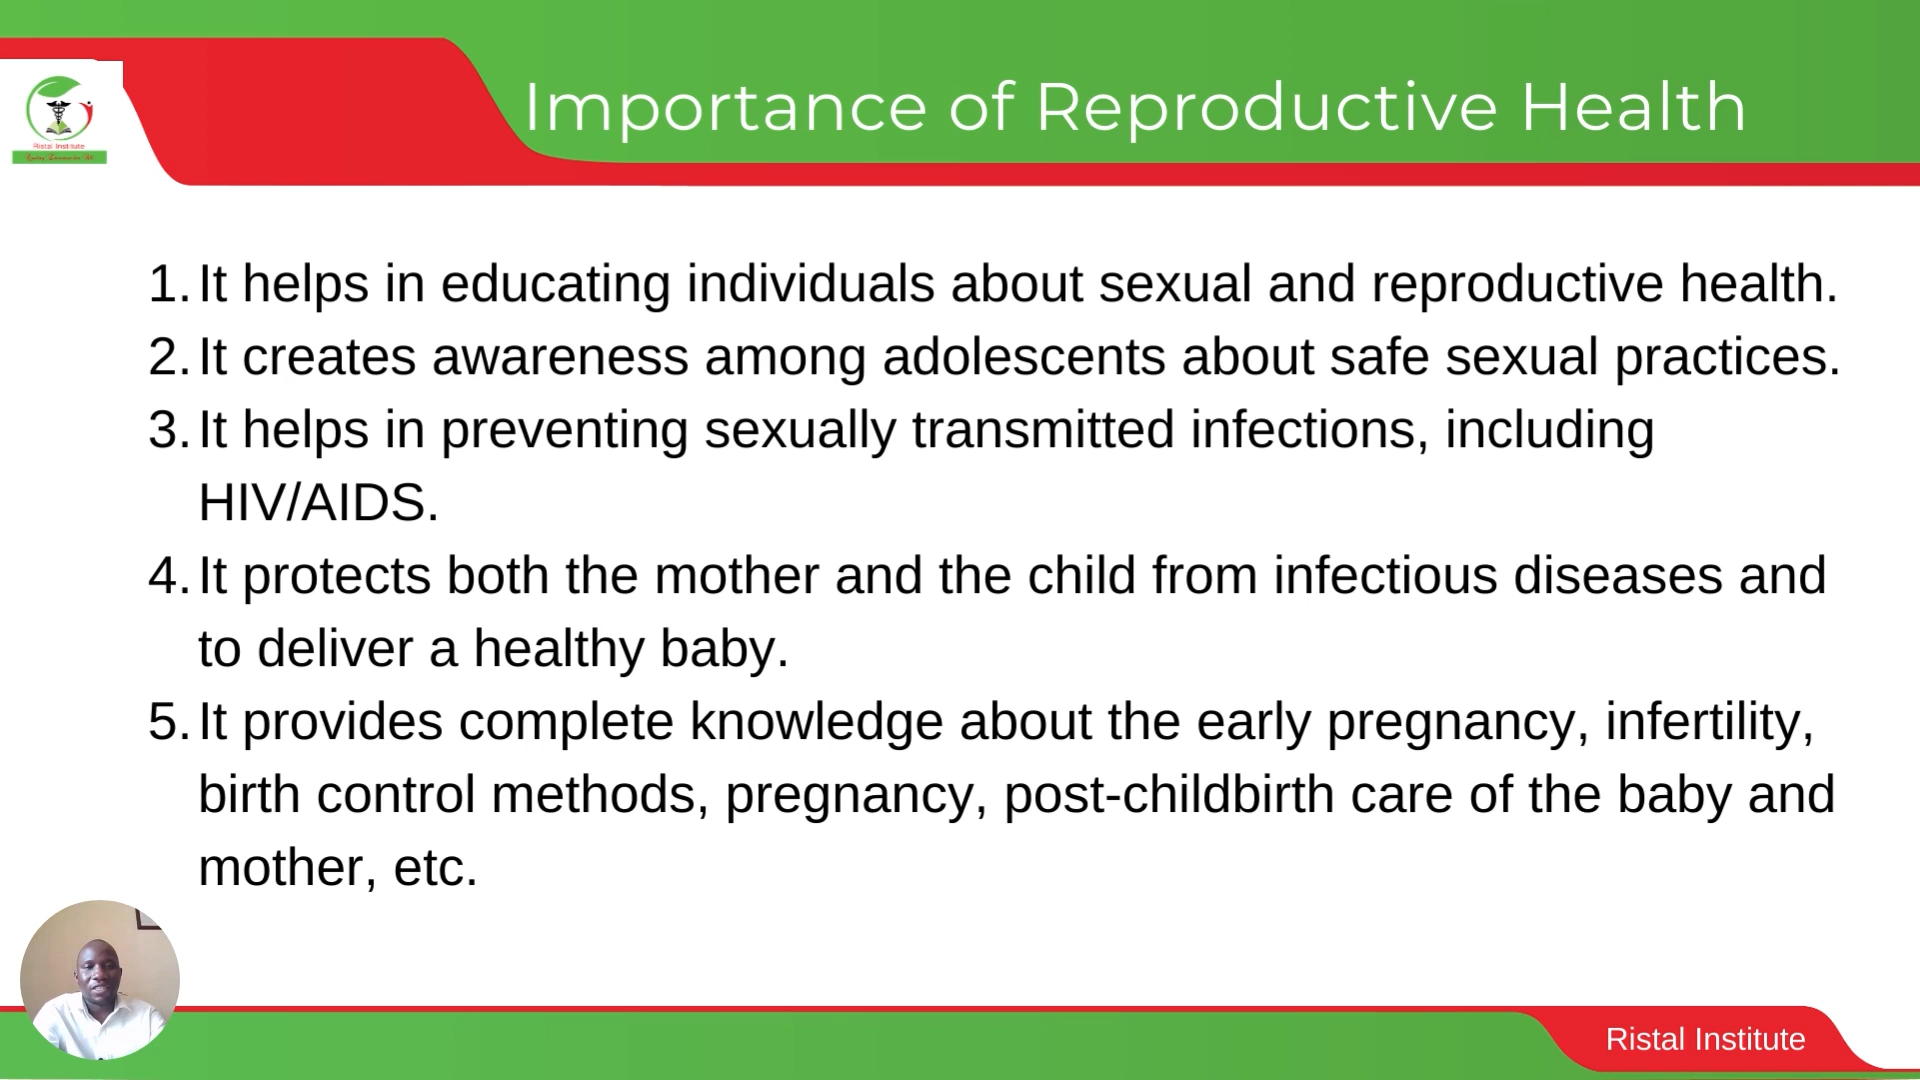 Importance of Reproductive Health
Ristal Institute
1. It helps in educating individuals about sexual and reproductive health.
2. It creates awareness among adolescents about safe sexual practices.
3. It helps in preventing sexually transmitted infections, including
HIV/AIDS.
4. It protects both the mother and the child from infectious diseases and
to deliver a healthy baby.
5. It provides complete knowledge about the early pregnancy, infertility,
birth control methods, pregnancy, post-childbirth care of the baby and
mother, etc.
Ristal Institute